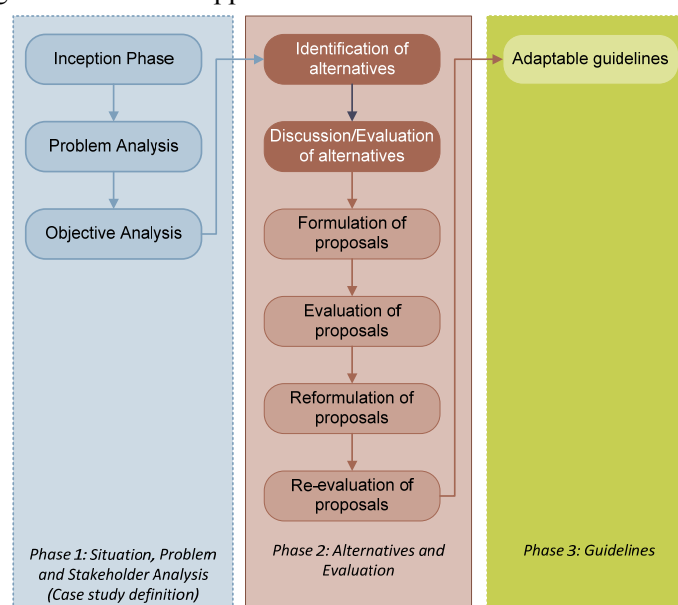 Inception Phase
Problem Analysis
Objective Analysis
Phase 1: Situation, Problem
and Stakeholder Analysis
(Case study definition)
Identification of
alternatives
Discussion/Evaluation
of alternatives
Formulation of
proposals
Evaluation of
proposals
Reformulation of
proposals
Re-evaluation of
proposals
Phase 2: Alternatives and
Evaluation
Adaptable guidelines
Phase 3: Guidelines